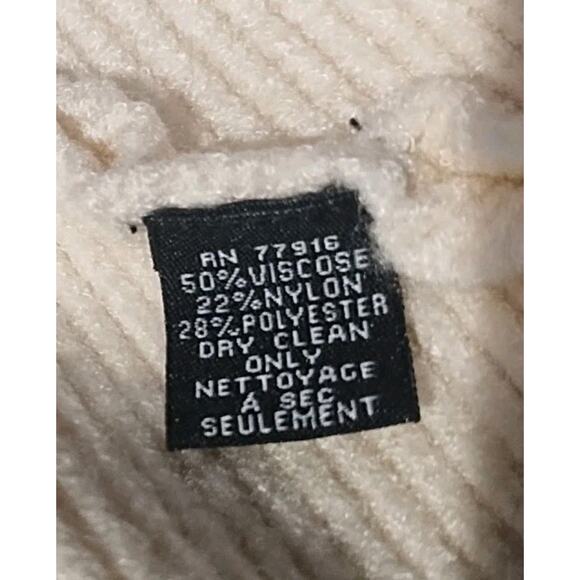 RN 77916
50%VISCOSE
22%NYLON
28%POLYESTER
DRY CLEAN
ONLY
NETTOYAGE
A SEC
SEULEMENT